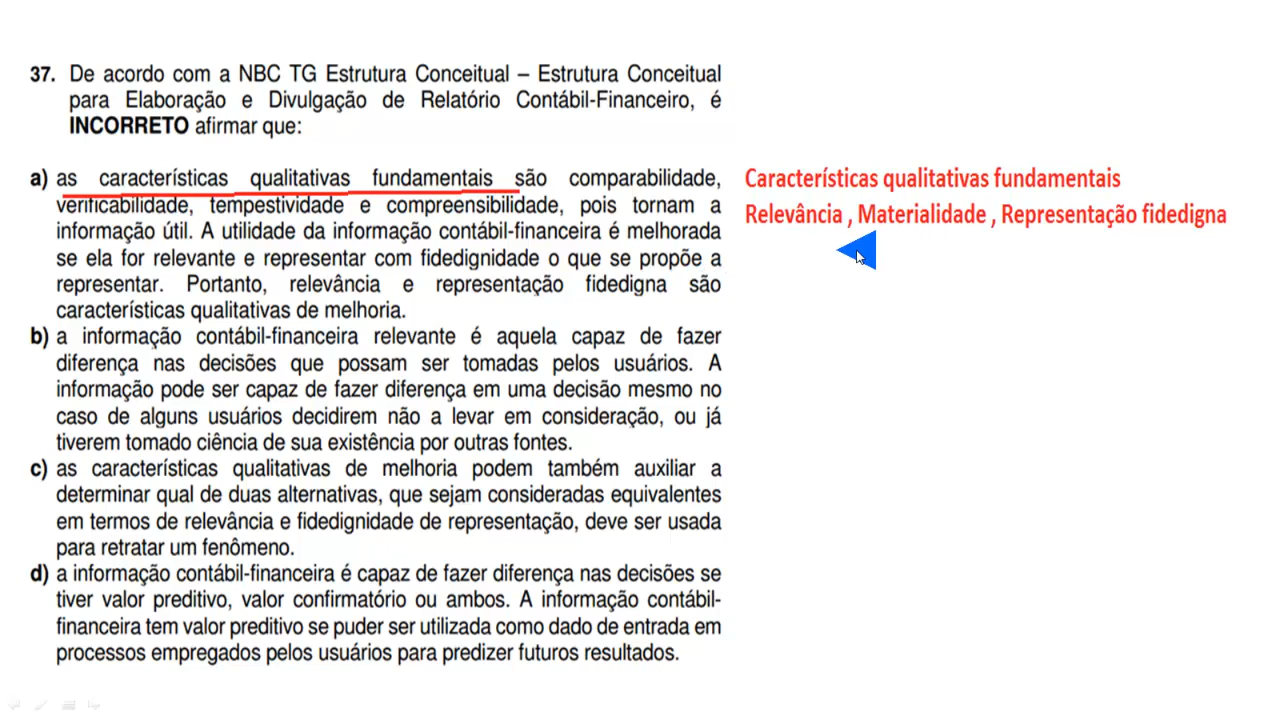 37. De acordo com a NBC TG Estrutura Conceitual – Estrutura Conceitual
para Elaboração e Divulgação de Relatório Contábil-Financeiro, é
INCORRETO afirmar que:
a) as características qualitativas fundamentais são comparabilidade,
verificabilidade, tempestividade e compreensibilidade, pois tornam a
informação útil. A utilidade da informação contábil-financeira é melhorada
se ela for relevante e representar com fidedignidade o que se propõe a
representar. Portanto, relevância e representação fidedigna são
características qualitativas de melhoria.
b) a informação contábil-financeira relevante é aquela capaz de fazer
diferença nas decisões que possam ser tomadas pelos usuários. A
informação pode ser capaz de fazer diferença em uma decisão mesmo no
caso de alguns usuários decidirem não a levar em consideração, ou já
tiverem tomado ciência de sua existência por outras fontes.
c) as características qualitativas de melhoria podem também auxiliar a
determinar qual de duas alternativas, que sejam consideradas equivalentes
em termos de relevância e fidedignidade de representação, deve ser usada
para retratar um fenômeno.
d) a informação contábil-financeira é capaz de fazer diferença nas decisões se
tiver valor preditivo, valor confirmatório ou ambos. A informação contábil-
financeira tem valor preditivo se puder ser utilizada como dado de entrada em
processos empregados pelos usuários para predizer futuros resultados.
Características qualitativas fundamentais
Relevância , Materialidade , Representação fidedigna